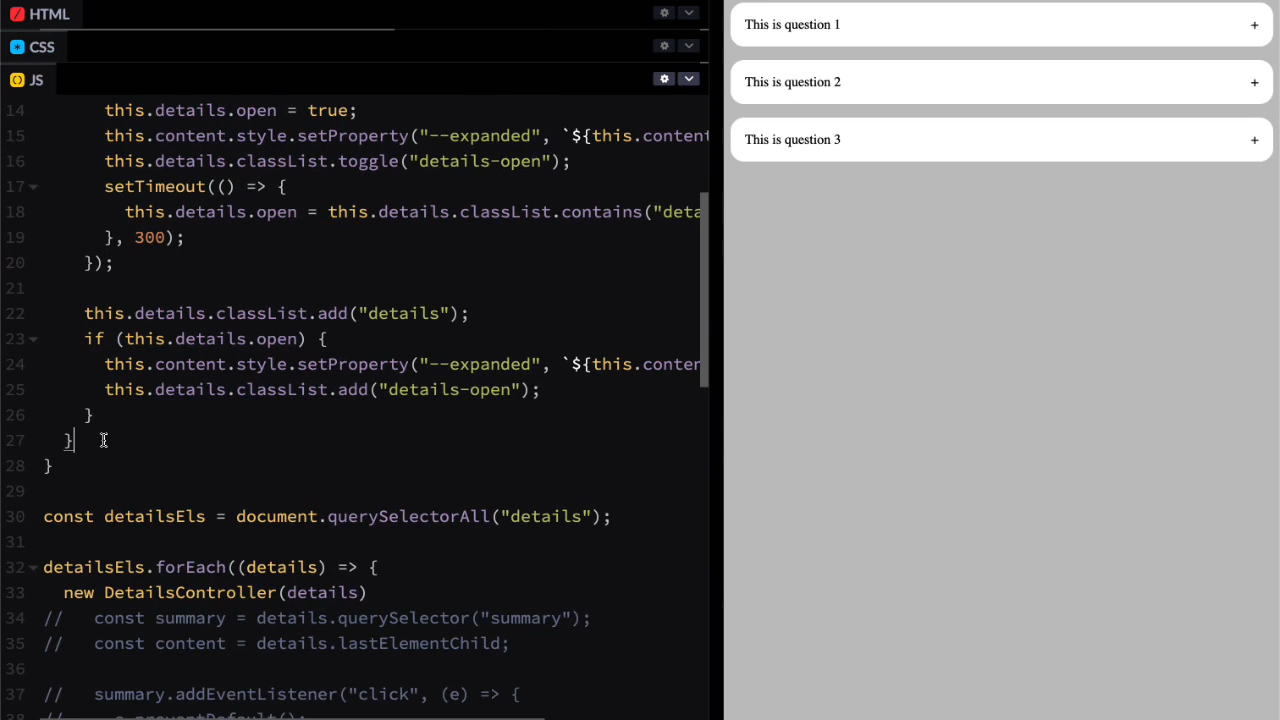 HTML
CSS
JS
14 this.details.open = true;
15 this.content.style.setProperty("--expanded", `${this.content
16 this.details.classList.toggle("details-open");
17 setTimeout(() => {
18 this.details.open = this.details.classList.contains("deta
19 }, 300);
20 });
21
22 this.details.classList.add("details");
23 if (this.details.open) {
24 this.content.style.setProperty("--expanded", `${this.conten
25 this.details.classList.add("details-open");
26 }
27 }
28 }
29
30 const detailsEls = document.querySelectorAll("details");
31
32 detailsEls.forEach((details) => {
33 new DetailsController(details)
34 // const summary = details.querySelector("summary");
35 // const content = details.lastElementChild;
36
37 // summary.addEventListener("click", (e) => {
38 // e.preventDefault();
This is question 1 +
This is question 2 +
This is question 3 +